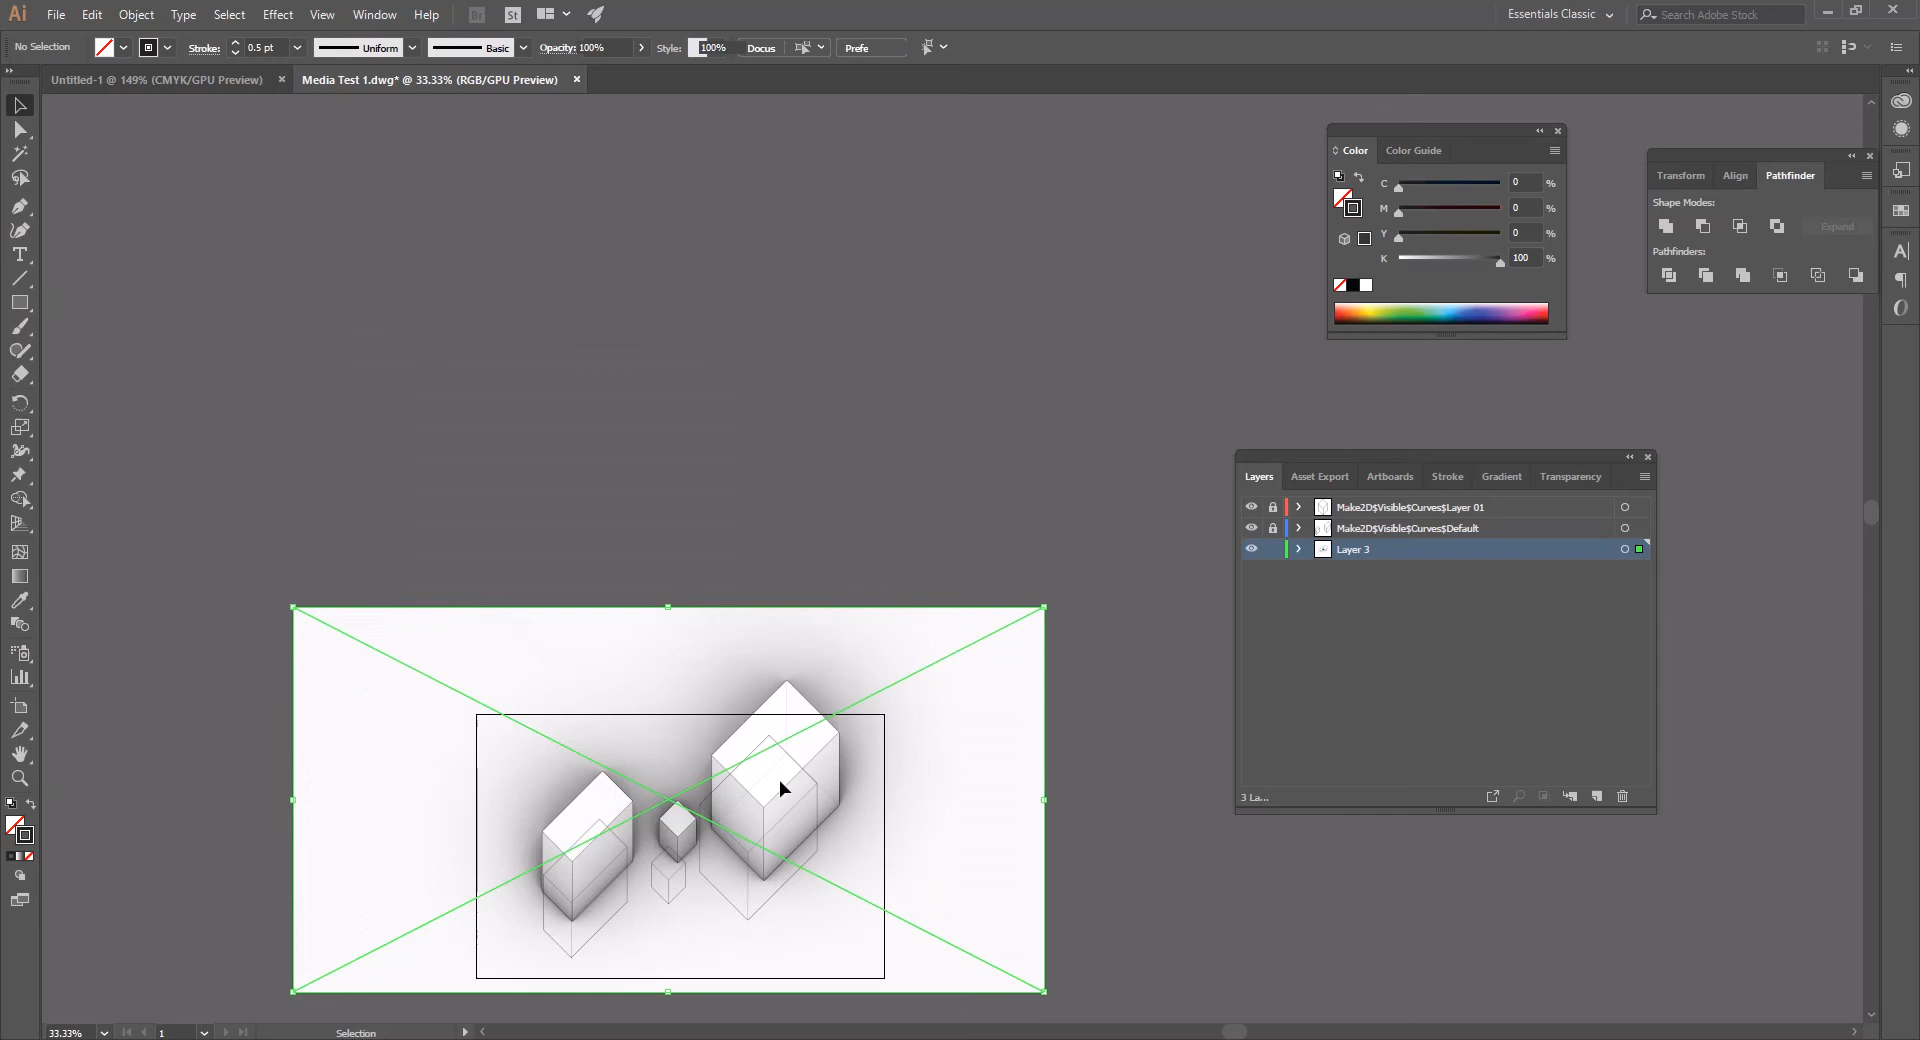 Ai File Edit Object Type Select Effect View Window Help Br St Essentials Classic Search Adobe Stock
No Selection Stroke: 0.5 pt Uniform Basic Opacity: 100% Style: 100% Docus Prefe
Untitled-1 @ 149% (CMYK/GPU Preview) Media Test 1.dwg* @ 33.33% (RGB/GPU Preview)
Color Color Guide
C 0 %
M 0 %
Y 0 %
K 100 %
Transform Align Pathfinder
Shape Modes:
Expand
Pathfinders:
Layers Asset Export Artboards Stroke Gradient Transparency
Make2D$Visible$Curves$Layer 01
Make2D$Visible$Curves$Default
Layer 3
3 La...
33.33% 1 Selection